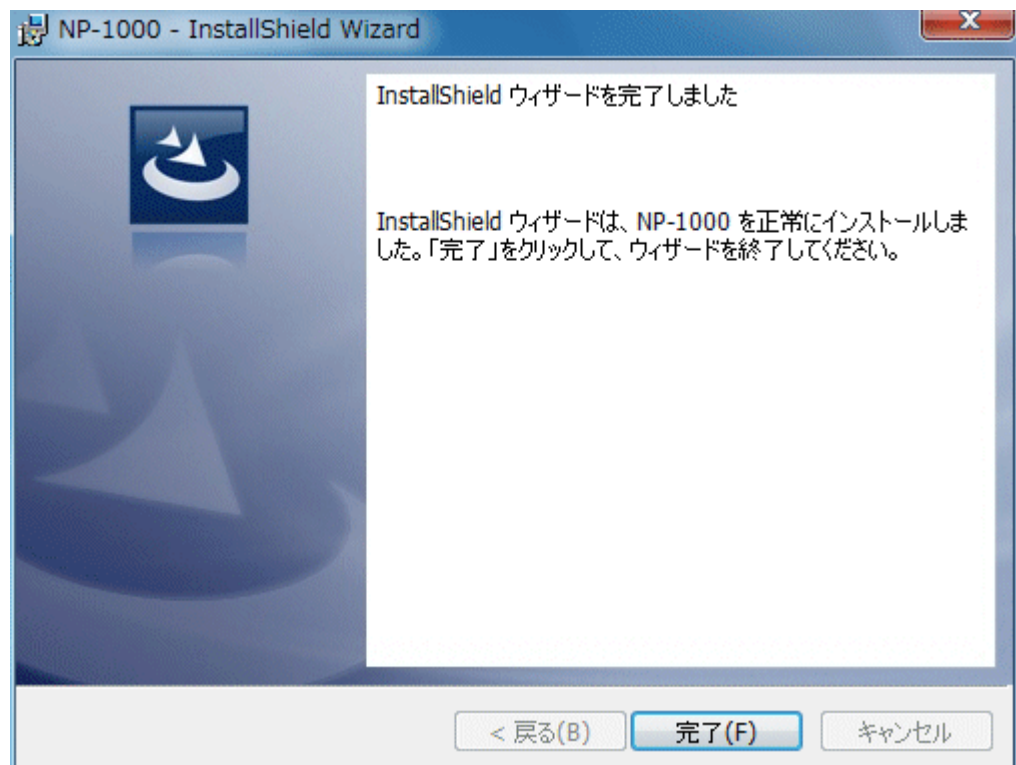 NP-1000 - InstallShield Wizard
InstallShield ウィザードを完了しました
InstallShield ウィザードは、NP-1000 を正常にインストールしま
した。「完了」をクリックして、ウィザードを終了してください。
< 戻る(B)
完了(F)
キャンセル